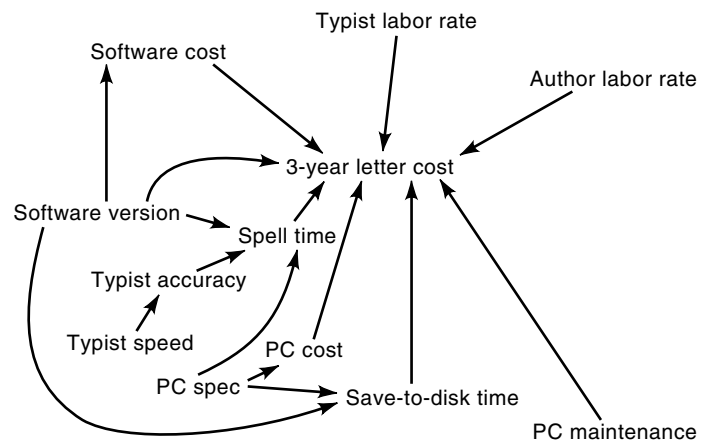 Typist labor rate
Software cost
Author labor rate
3-year letter cost
Software version
Spell time
Typist accuracy
Typist speed
PC cost
PC spec
Save-to-disk time
PC maintenance